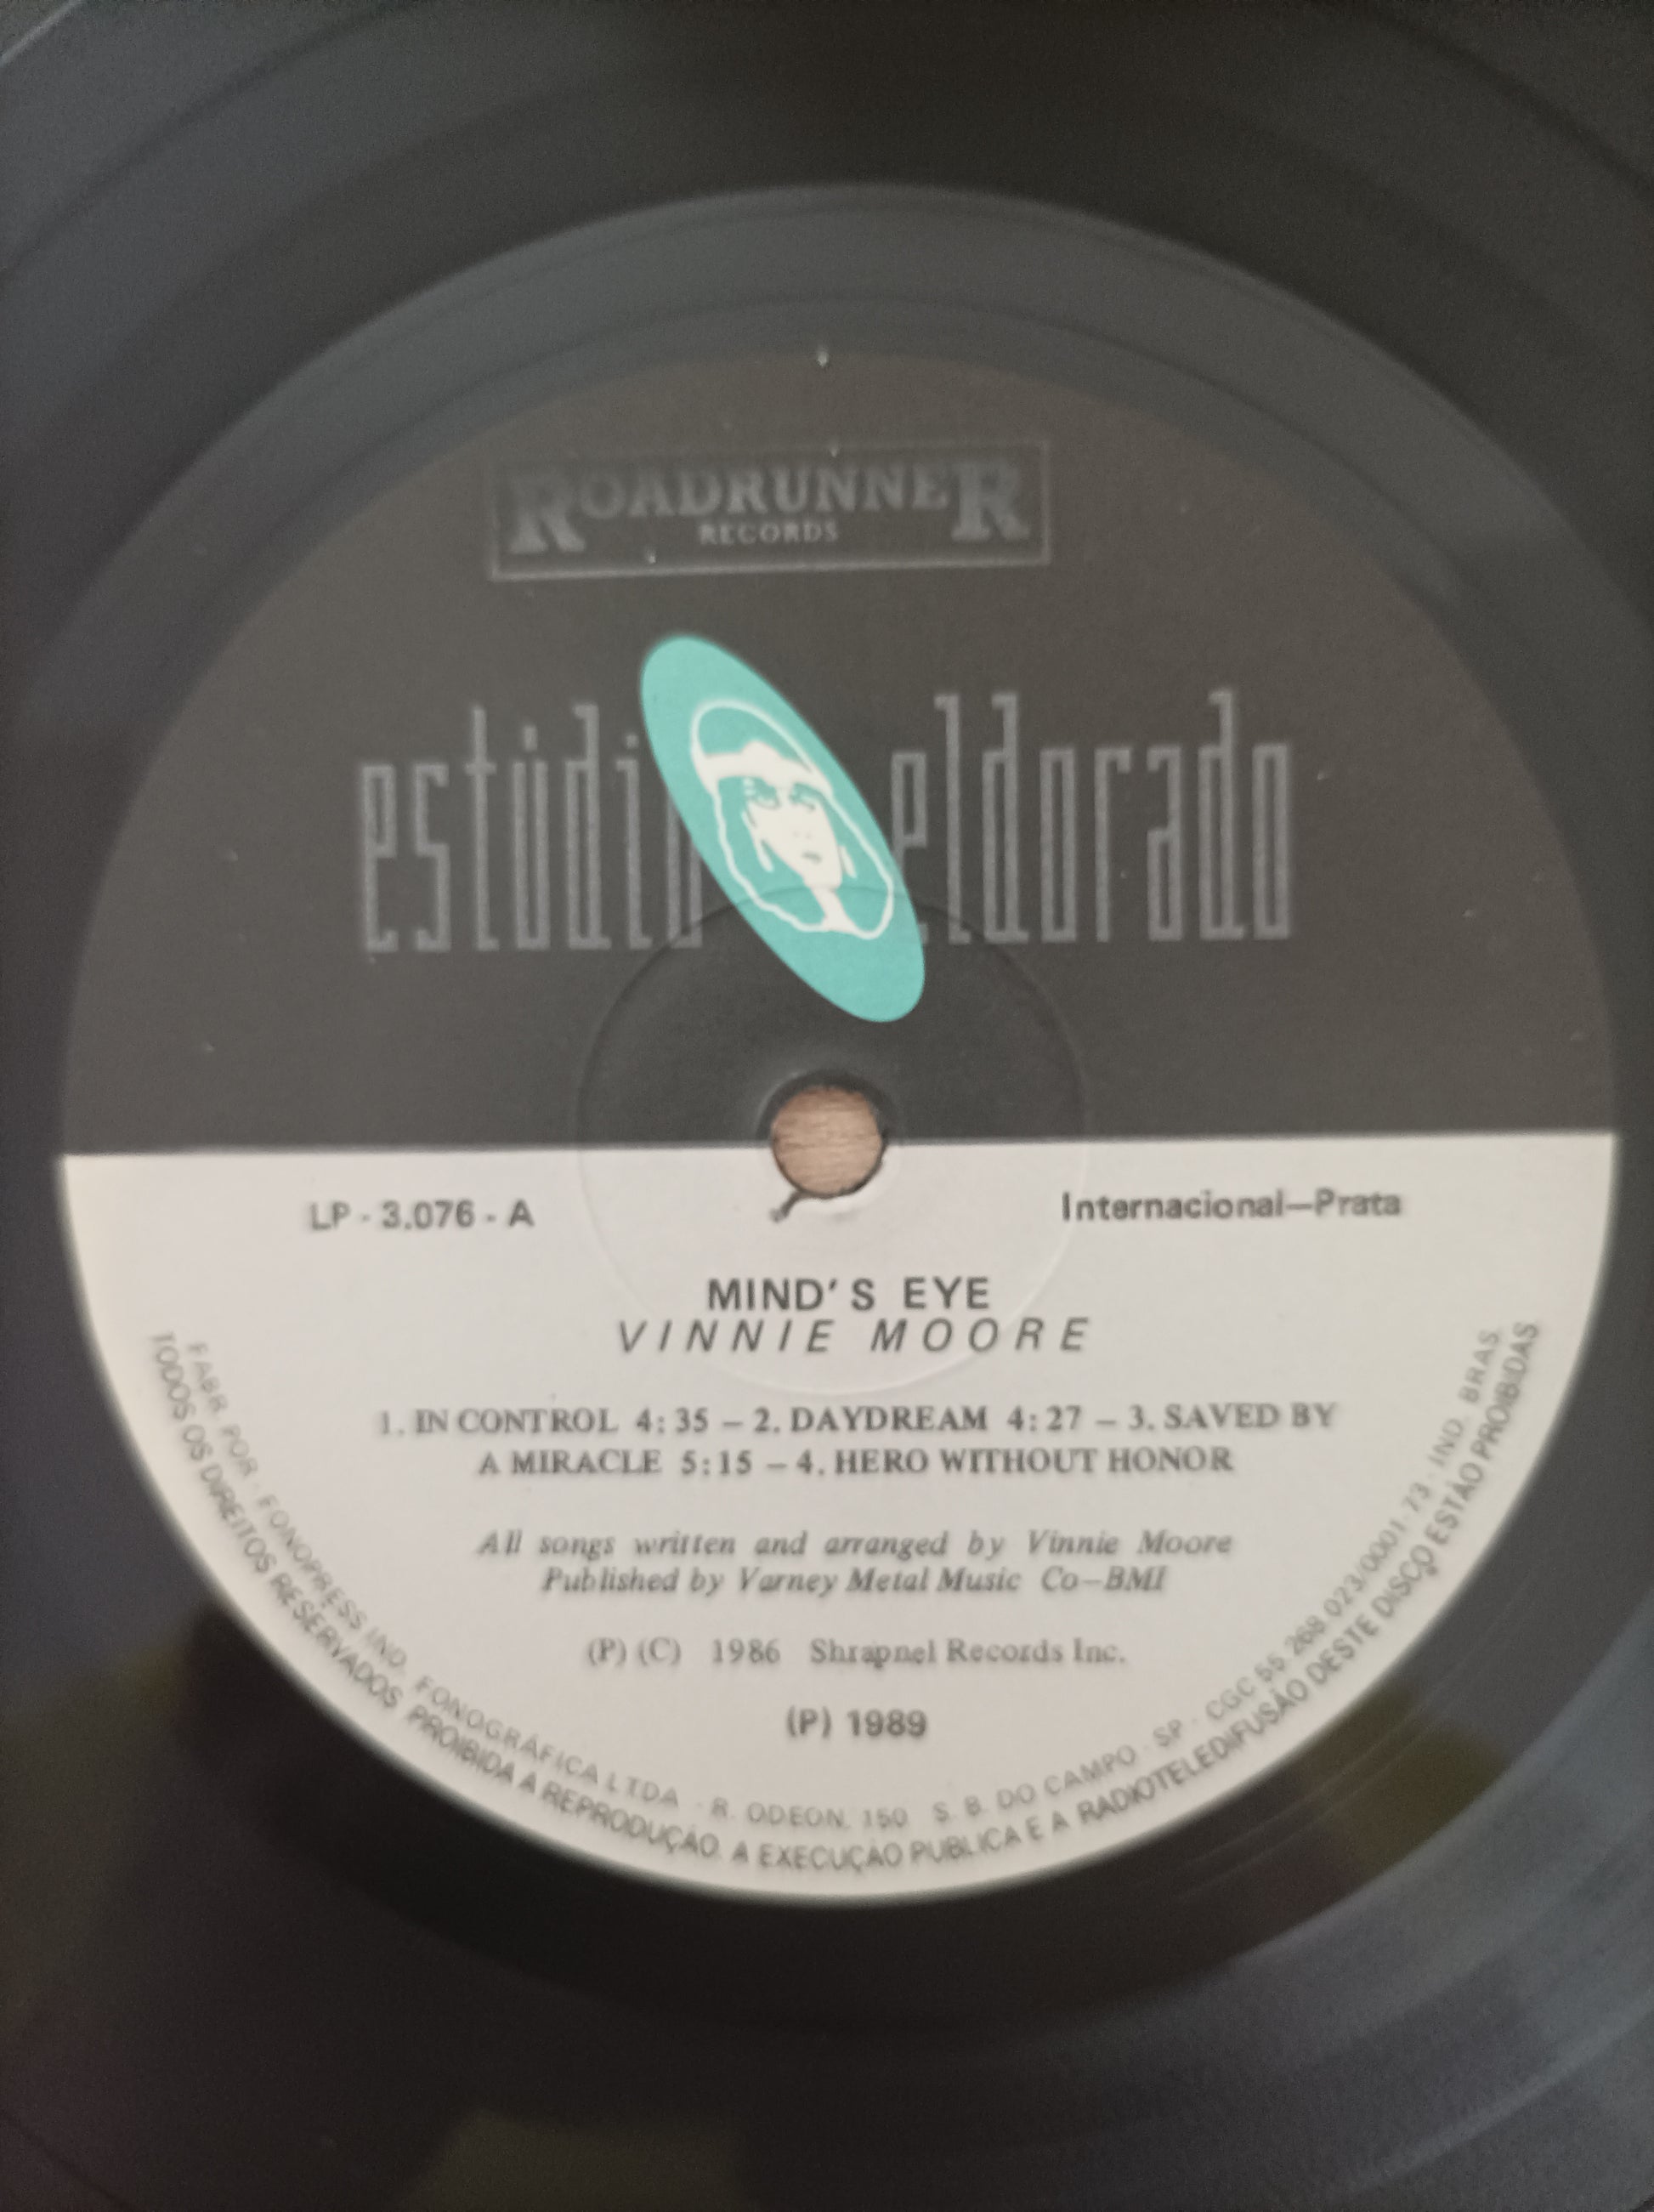 ROADRUNNER
RECORDS
estúdio eldorado
LP - 3.076 - A
Internacional—Prata
MIND'S EYE
VINNIE MOORE
1. IN CONTROL 4:35 – 2. DAYDREAM 4:27 – 3. SAVED BY
A MIRACLE 5:15 – 4. HERO WITHOUT HONOR
All songs written and arranged by Vinnie Moore
Published by Varney Metal Music Co–BMI
(P) (C) 1986 Shrapnel Records Inc.
(P) 1989
FABR. POR · FONOPRESS IND. FONOGRÁFICA LTDA · R. ODEON, 150 S. B. DO CAMPO · SP · CGC 55.268.023/0001-73 · IND. BRAS.
TODOS OS DIREITOS RESERVADOS PROIBIDA A REPRODUÇÃO. A EXECUÇÃO PUBLICA E A RADIOTELEDIFUSÃO DESTE DISCO ESTÃO PROIBIDAS